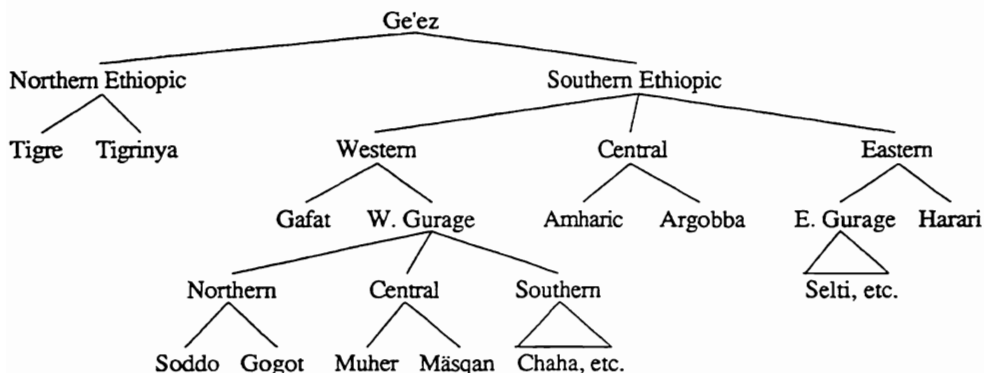 Ge'ez
Northern Ethiopic Southern Ethiopic
Tigre Tigrinya Western Central Eastern
Gafat W. Gurage Amharic Argobba E. Gurage Harari
Northern Central Southern Selti, etc.
Soddo Gogot Muher Mäsqan Chaha, etc.